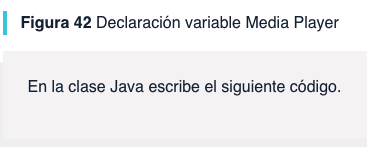 Figura 42 Declaración variable Media Player
En la clase Java escribe el siguiente código.